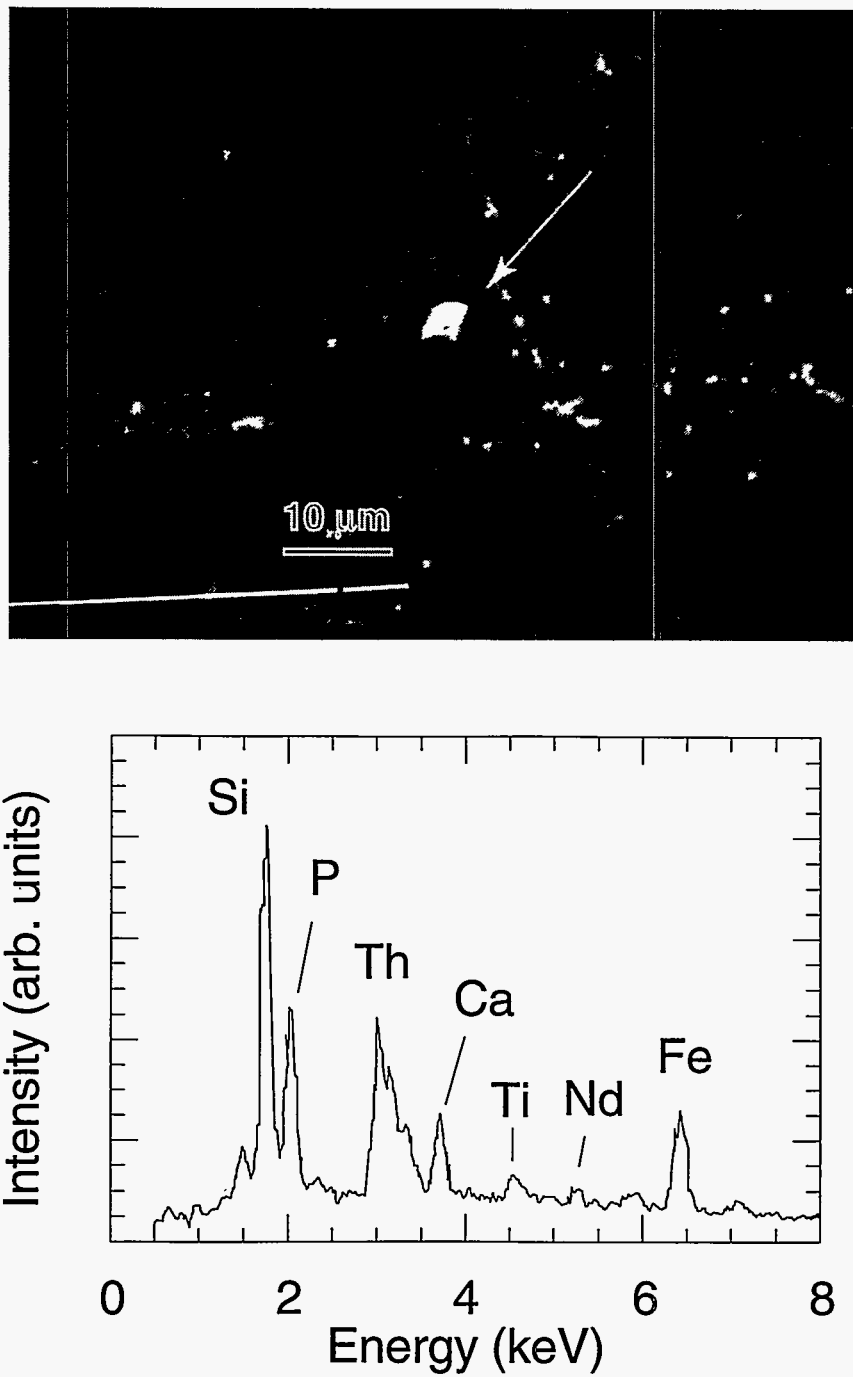 10 μm
Si
P
Th
Ca
Ti
Nd
Fe
Intensity (arb. units)
0 2 4 6 8
Energy (keV)